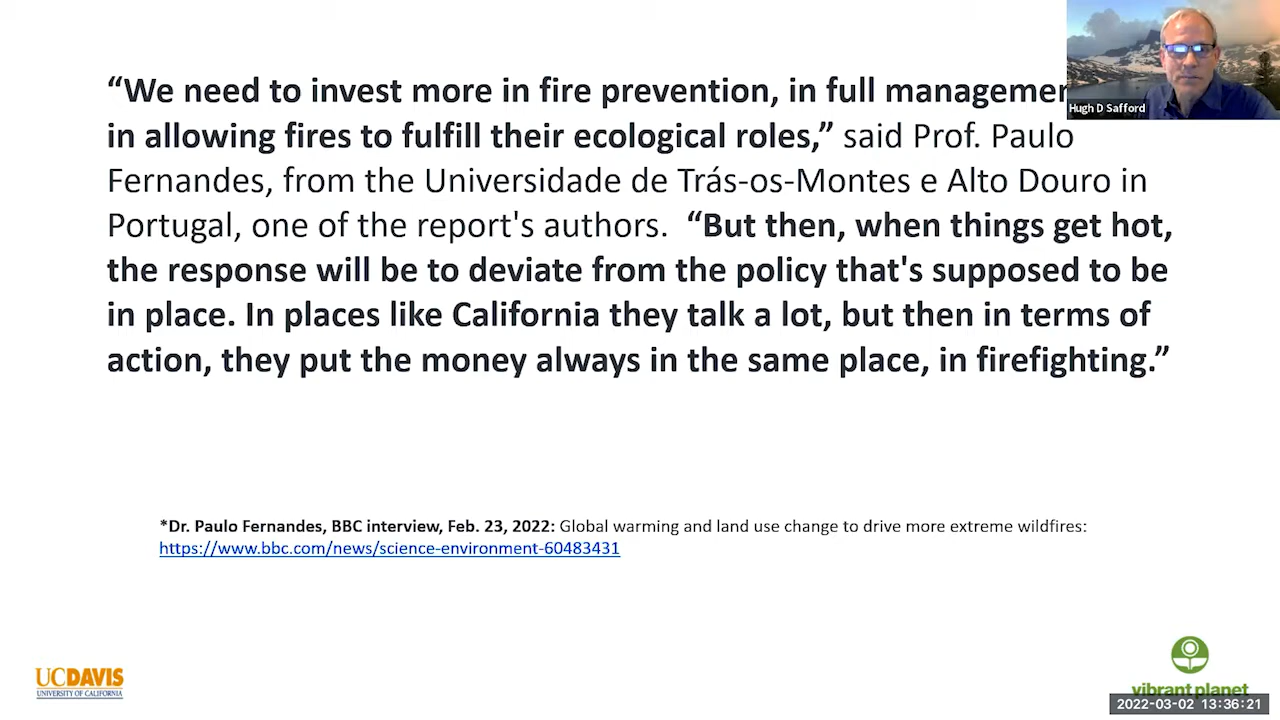 “We need to invest more in fire prevention, in full
Hugh D Safford
in allowing fires to fulfill their ecological roles,” said Prof. Paulo
Fernandes, from the Universidade de Trás-os-Montes e Alto Douro in
Portugal, one of the report's authors.  “But then, when things get hot,
the response will be to deviate from the policy that's supposed to be
in place. In places like California they talk a lot, but then in terms of
action, they put the money always in the same place, in firefighting.”
*Dr. Paulo Fernandes, BBC interview, Feb. 23, 2022: Global warming and land use change to drive more extreme wildfires:
https://www.bbc.com/news/science-environment-60483431
UCDAVIS
UNIVERSITY OF CALIFORNIA
vibrant planet
2022-03-02 13:36:21